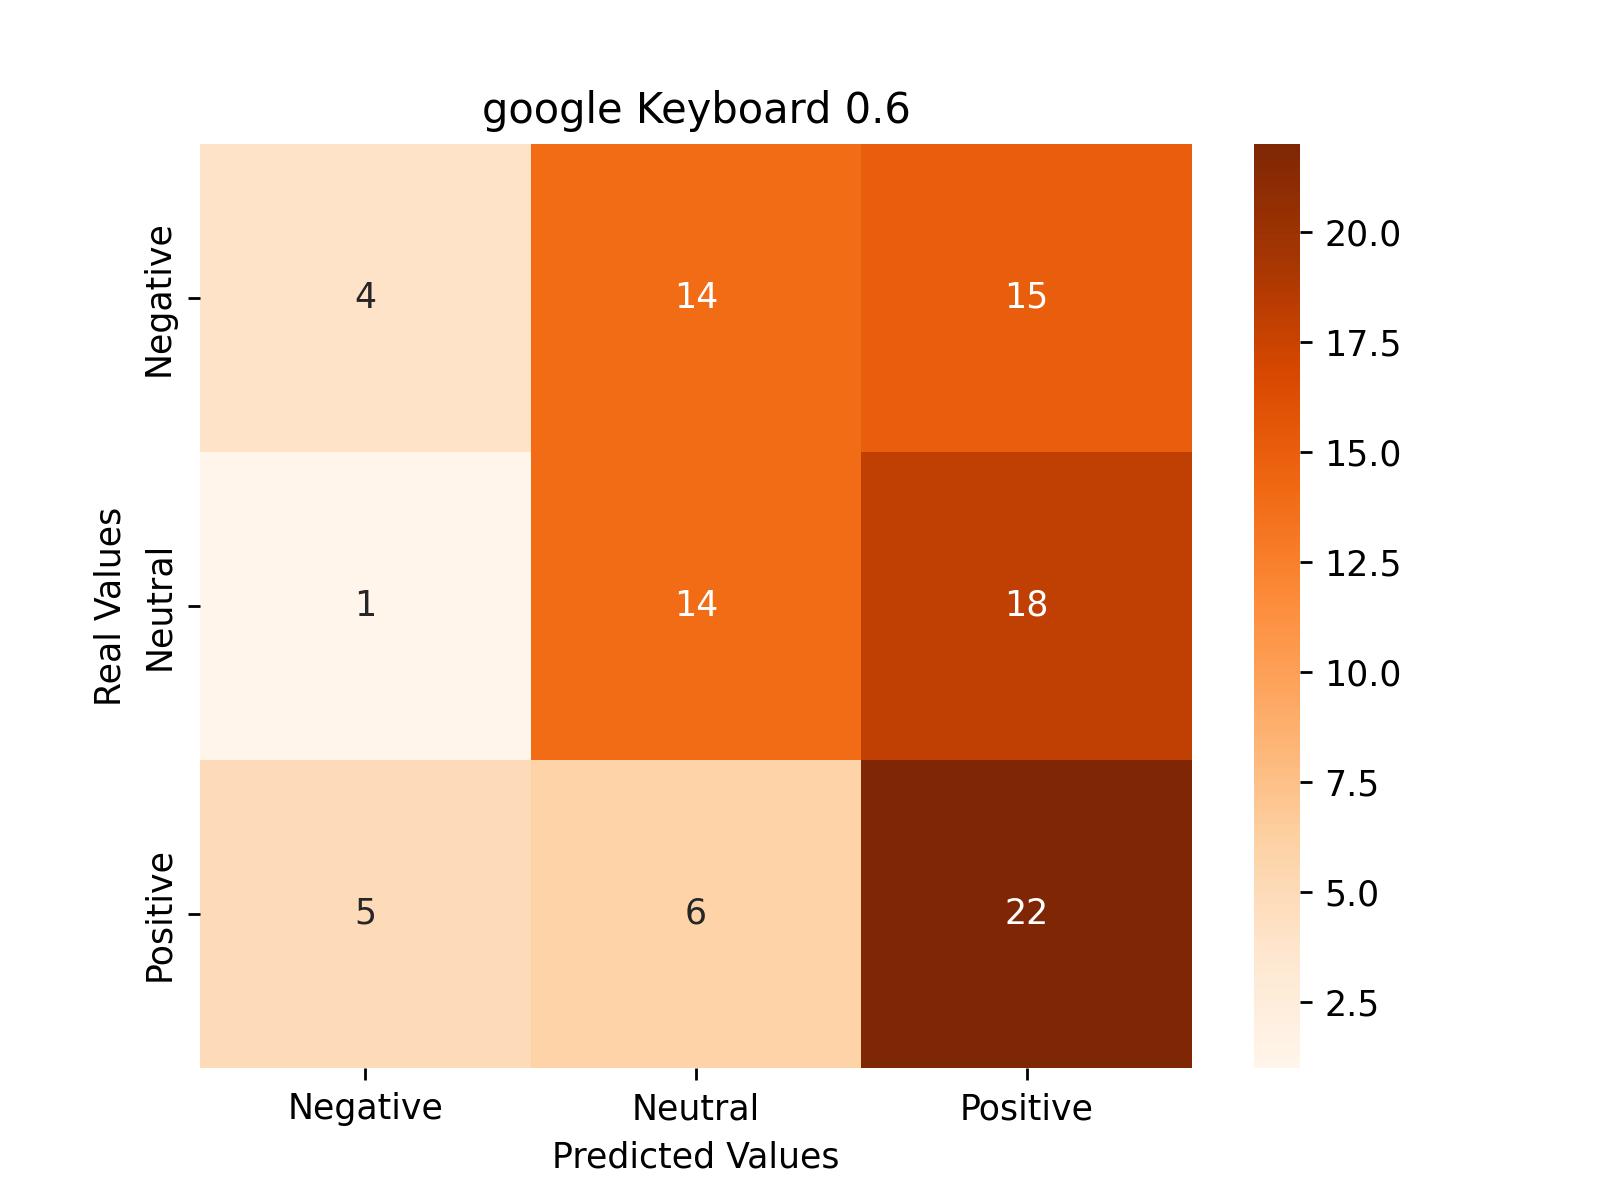 google Keyboard 0.6
Real Values
Negative
4
14
15
Neutral
1
14
18
Positive
5
6
22
Negative
Neutral
Positive
Predicted Values
20.0
17.5
15.0
12.5
10.0
7.5
5.0
2.5